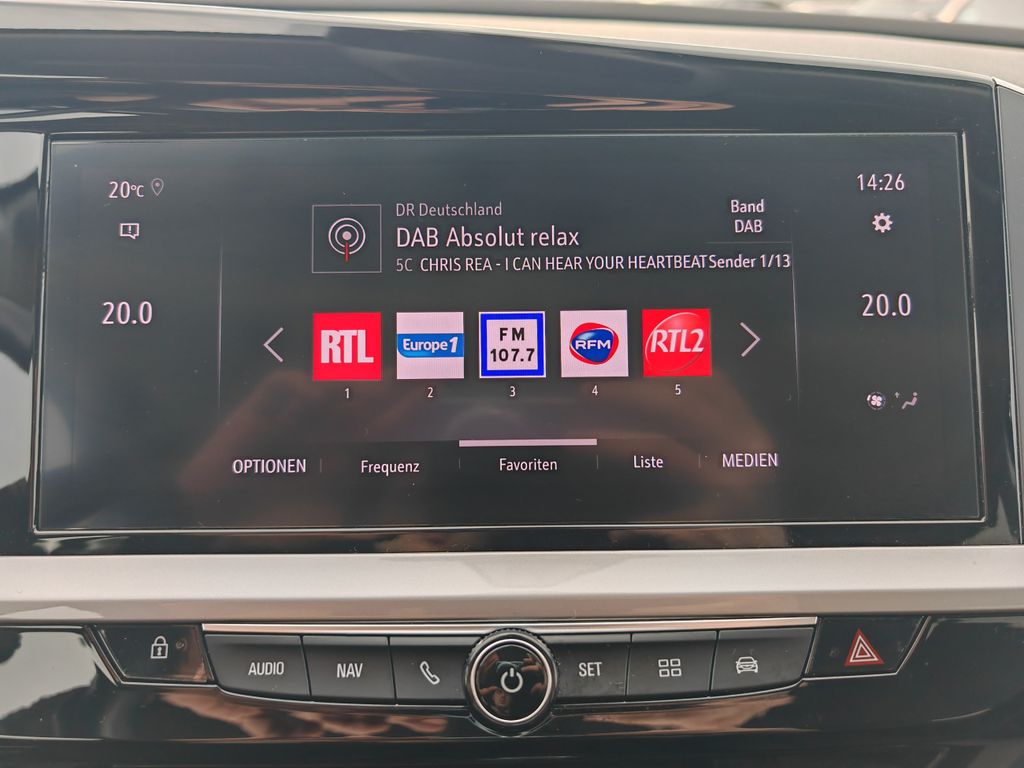 20°C
14:26
DR Deutschland
Band
DAB Absolut relax
DAB
5C CHRIS REA - I CAN HEAR YOUR HEARTBEAT Sender 1/13
20.0
20.0
RTL
Europe 1
FM
107.7
RFM
RTL2
1
2
3
4
5
OPTIONEN
Frequenz
Favoriten
Liste
MEDIEN
AUDIO
NAV
SET